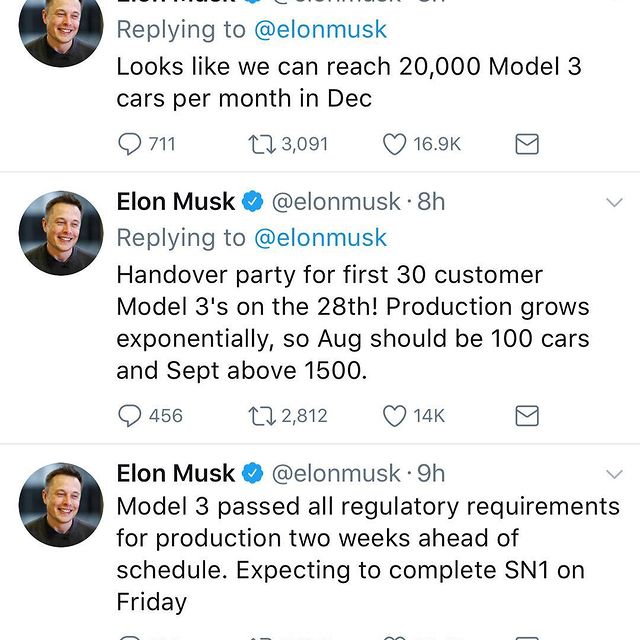 Replying to @elonmusk
Looks like we can reach 20,000 Model 3
cars per month in Dec
711 3,091 16.9K
Elon Musk @elonmusk · 8h
Replying to @elonmusk
Handover party for first 30 customer
Model 3's on the 28th! Production grows
exponentially, so Aug should be 100 cars
and Sept above 1500.
456 2,812 14K
Elon Musk @elonmusk · 9h
Model 3 passed all regulatory requirements
for production two weeks ahead of
schedule. Expecting to complete SN1 on
Friday